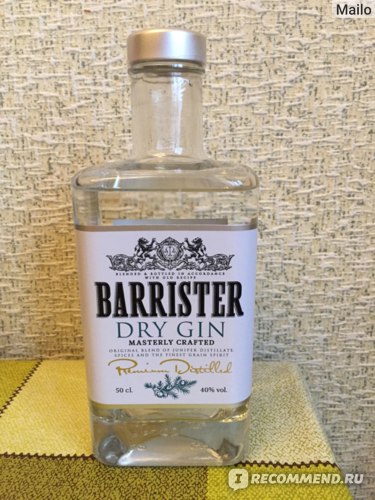 Mailo
BLENDED & BOTTLED IN ACCORDANCE
WITH OLD RECIPE
BARRISTER
DRY GIN
MASTERLY CRAFTED
ORIGINAL BLEND OF JUNIPER DISTILLATE
SPICES AND THE FINEST GRAIN SPIRIT
Premium Distilled
50 cl.
40% vol.
IRECOMMEND.RU